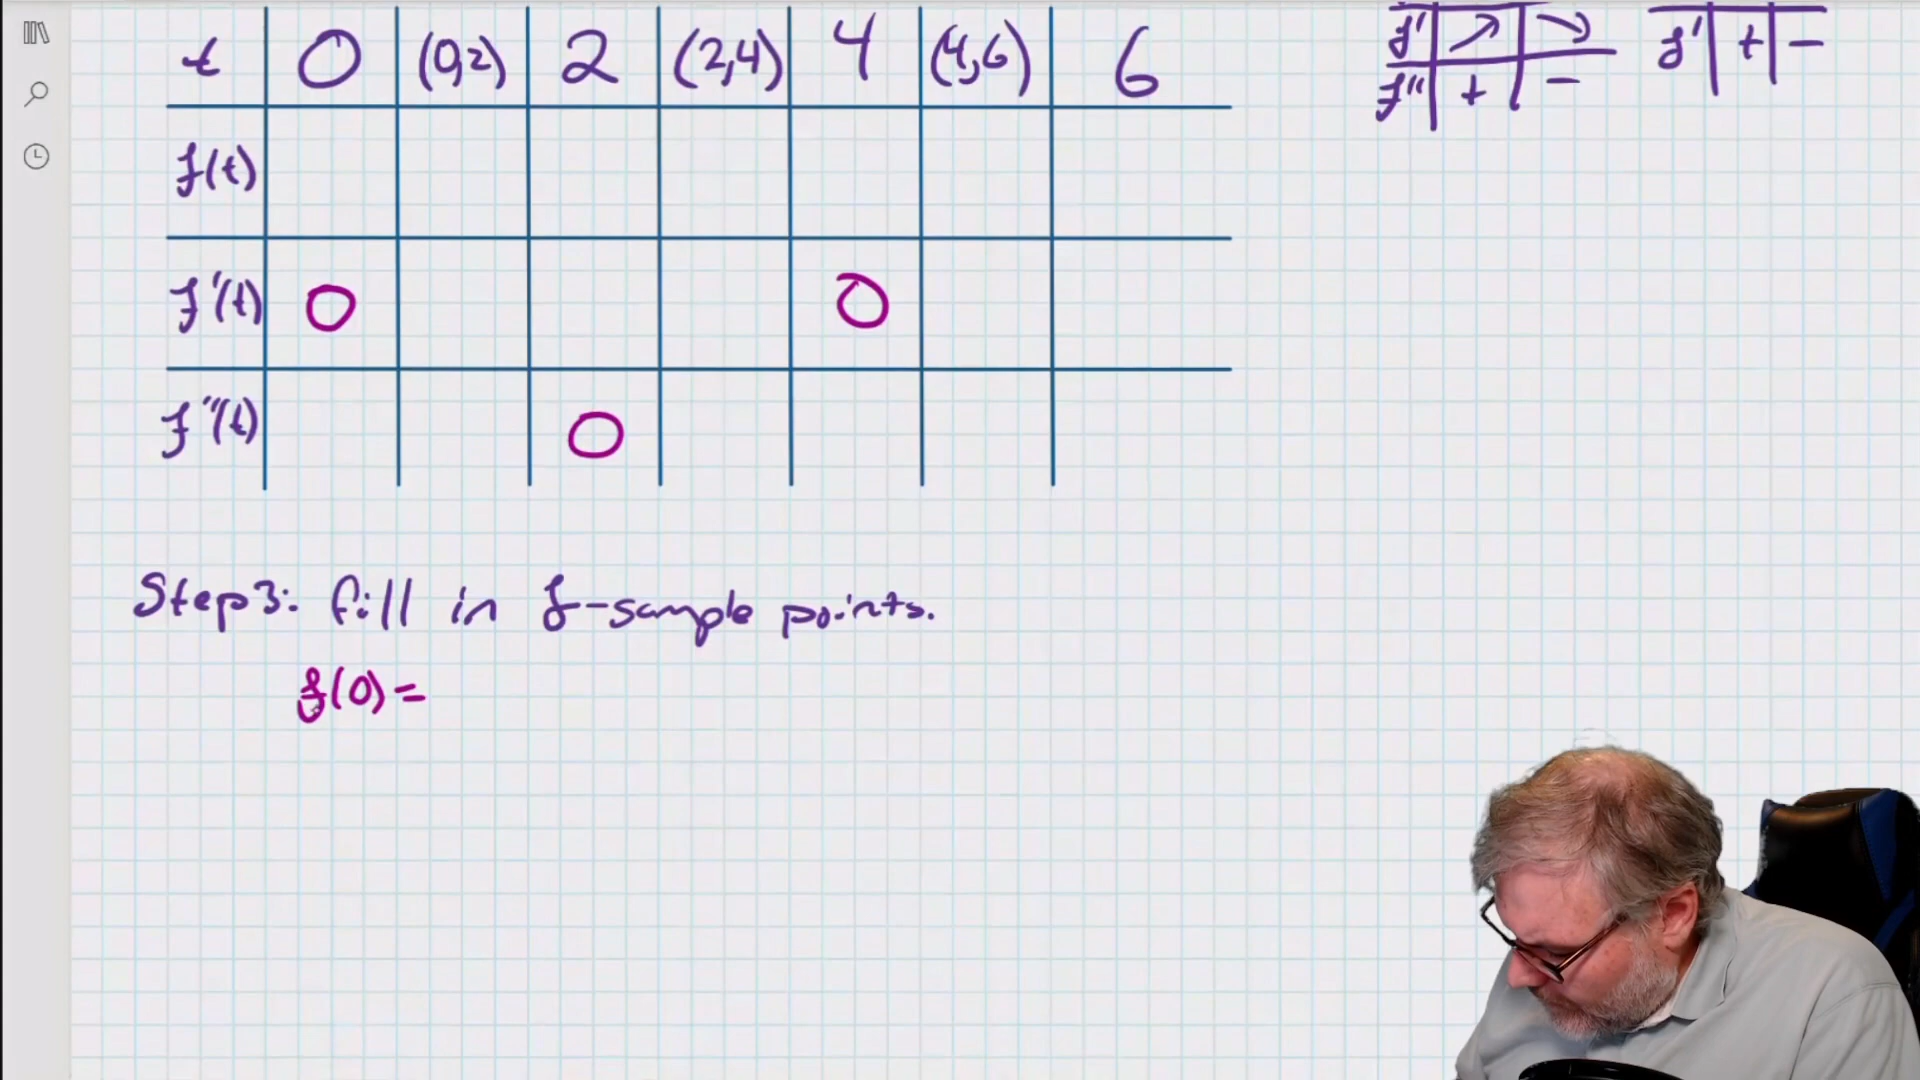 t 0 (0,2) 2 (2,4) 4 (4,6) 6
f(t)
f'(t) 0 0
f"(t) 0
f' ↗ ↘
f" + -
f' + -
Step 3: fill in f-sample points.
f(0)=